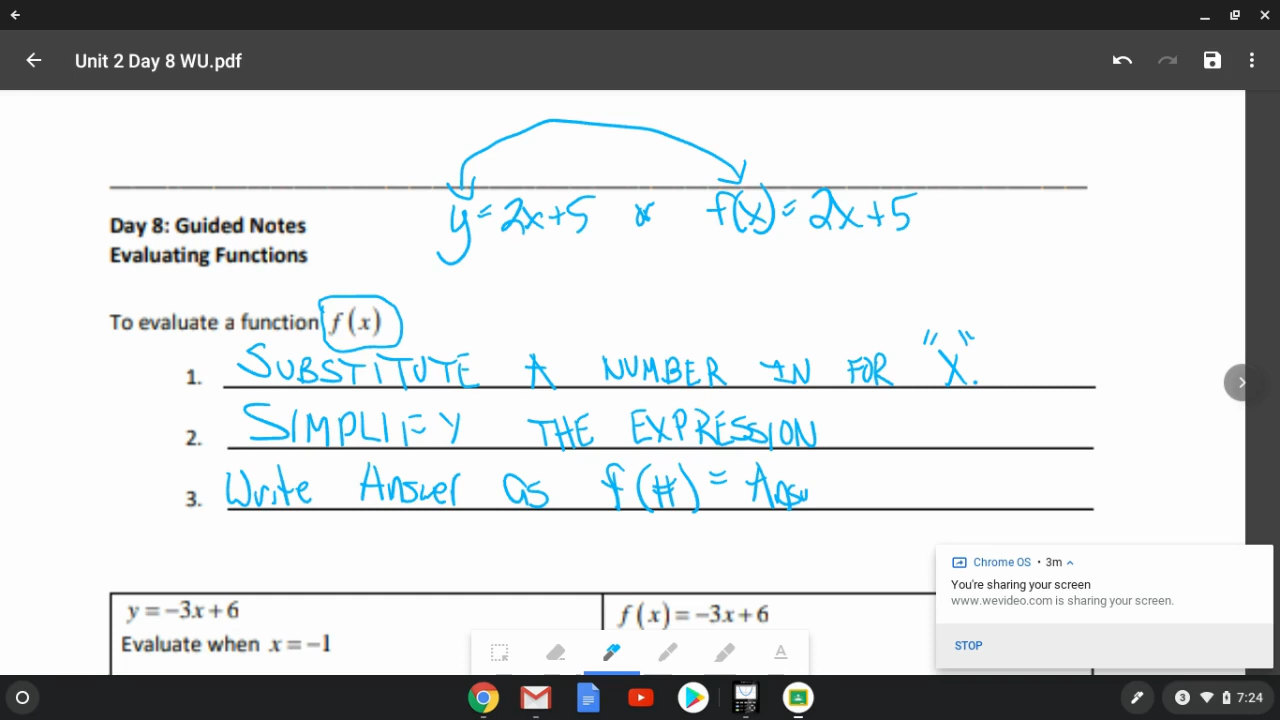 Unit 2 Day 8 WU.pdf
y = 2x+5 or f(x) = 2x+5
Day 8: Guided Notes
Evaluating Functions
To evaluate a function f(x)
1. SUBSTITUTE A NUMBER IN FOR "X".
2. SIMPLIFY THE EXPRESSION
3. Write Answer as f(#) = Answ
y = −3x + 6
Evaluate when x = −1
f(x) = −3x + 6
Chrome OS • 3m
You're sharing your screen
www.wevideo.com is sharing your screen.
STOP
A
3 7:24